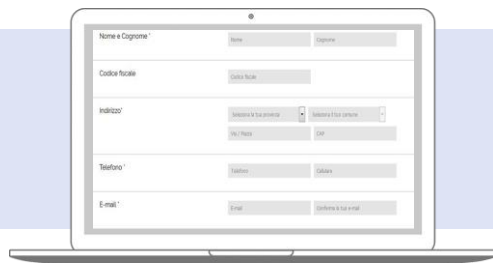 Nome e Cognome *
Nome
Cognome
Codice fiscale
Codice fiscale
Indirizzo*
Seleziona la tua provincia
Seleziona il tuo comune
Via / Piazza
CAP
Telefono *
Telefono
Cellulare
E-mail *
E-mail
Conferma la tua e-mail